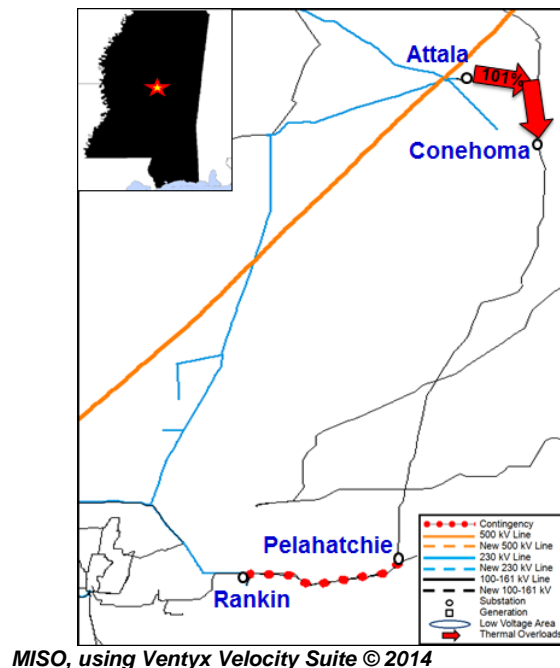 Attala
101%
Conehoma
Pelahatchie
Rankin
Contingency
500 kV Line
New 500 kV Line
230 kV Line
New 230 kV Line
100-161 kV Line
New 100-161 kV
Substation
Generation
Low Voltage Area
Thermal Overloads
MISO, using Ventyx Velocity Suite © 2014